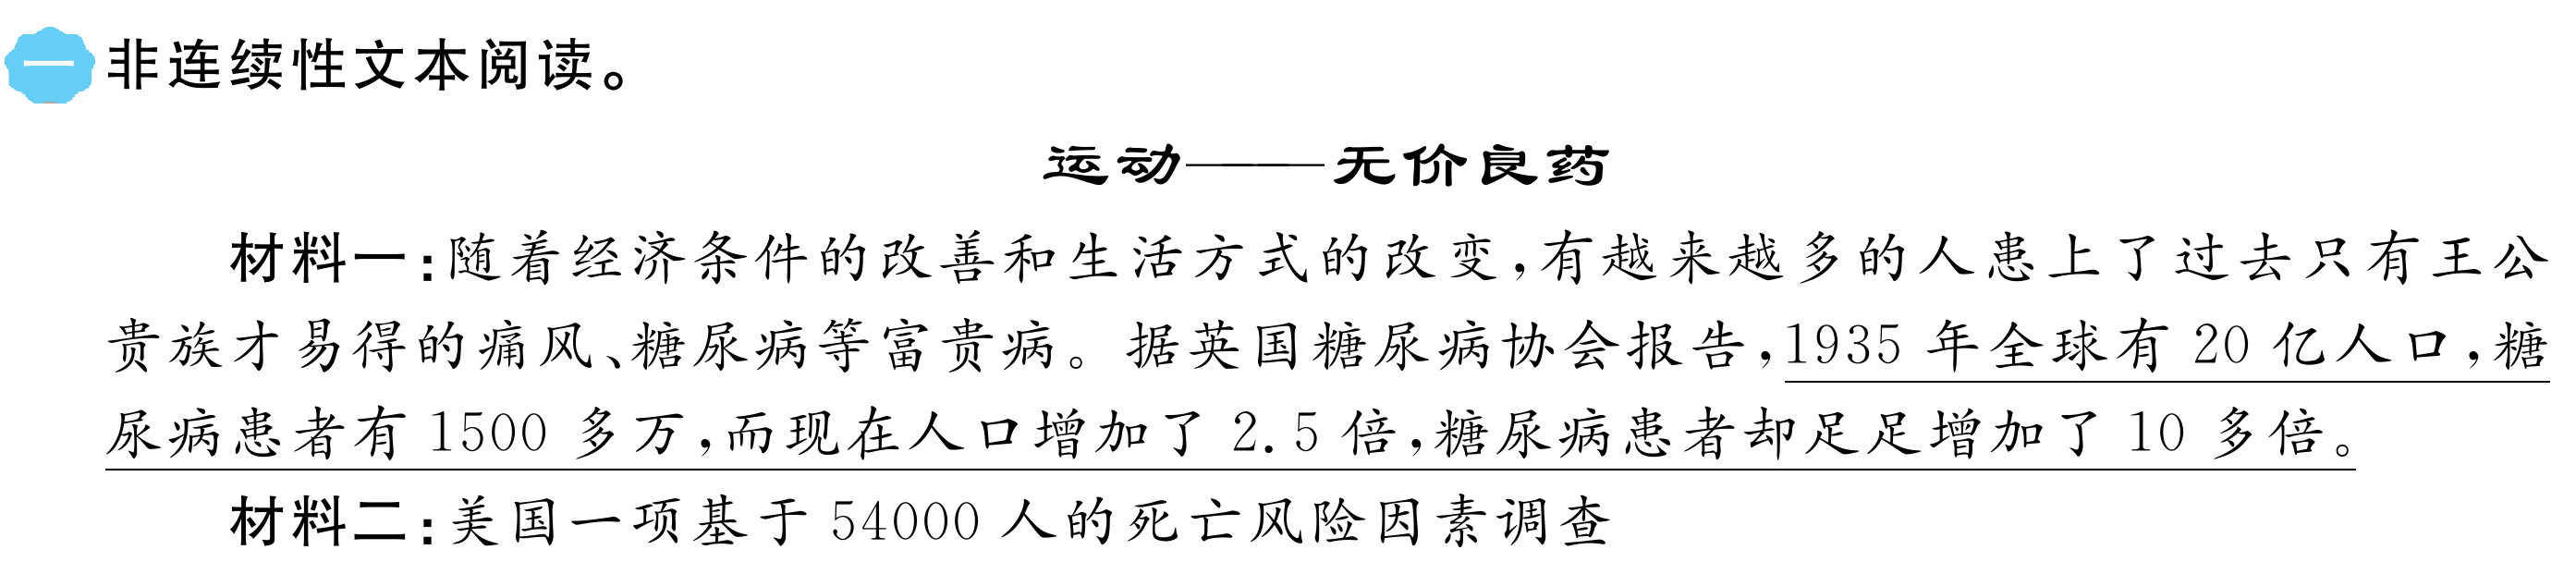 一 非连续性文本阅读。
运动——无价良药
材料一:随着经济条件的改善和生活方式的改变,有越来越多的人患上了过去只有王公
贵族才易得的痛风、糖尿病等富贵病。据英国糖尿病协会报告,1935 年全球有 20 亿人口,糖
尿病患者有 1500 多万,而现在人口增加了 2.5 倍,糖尿病患者却足足增加了 10 多倍。
材料二:美国一项基于 54000 人的死亡风险因素调查